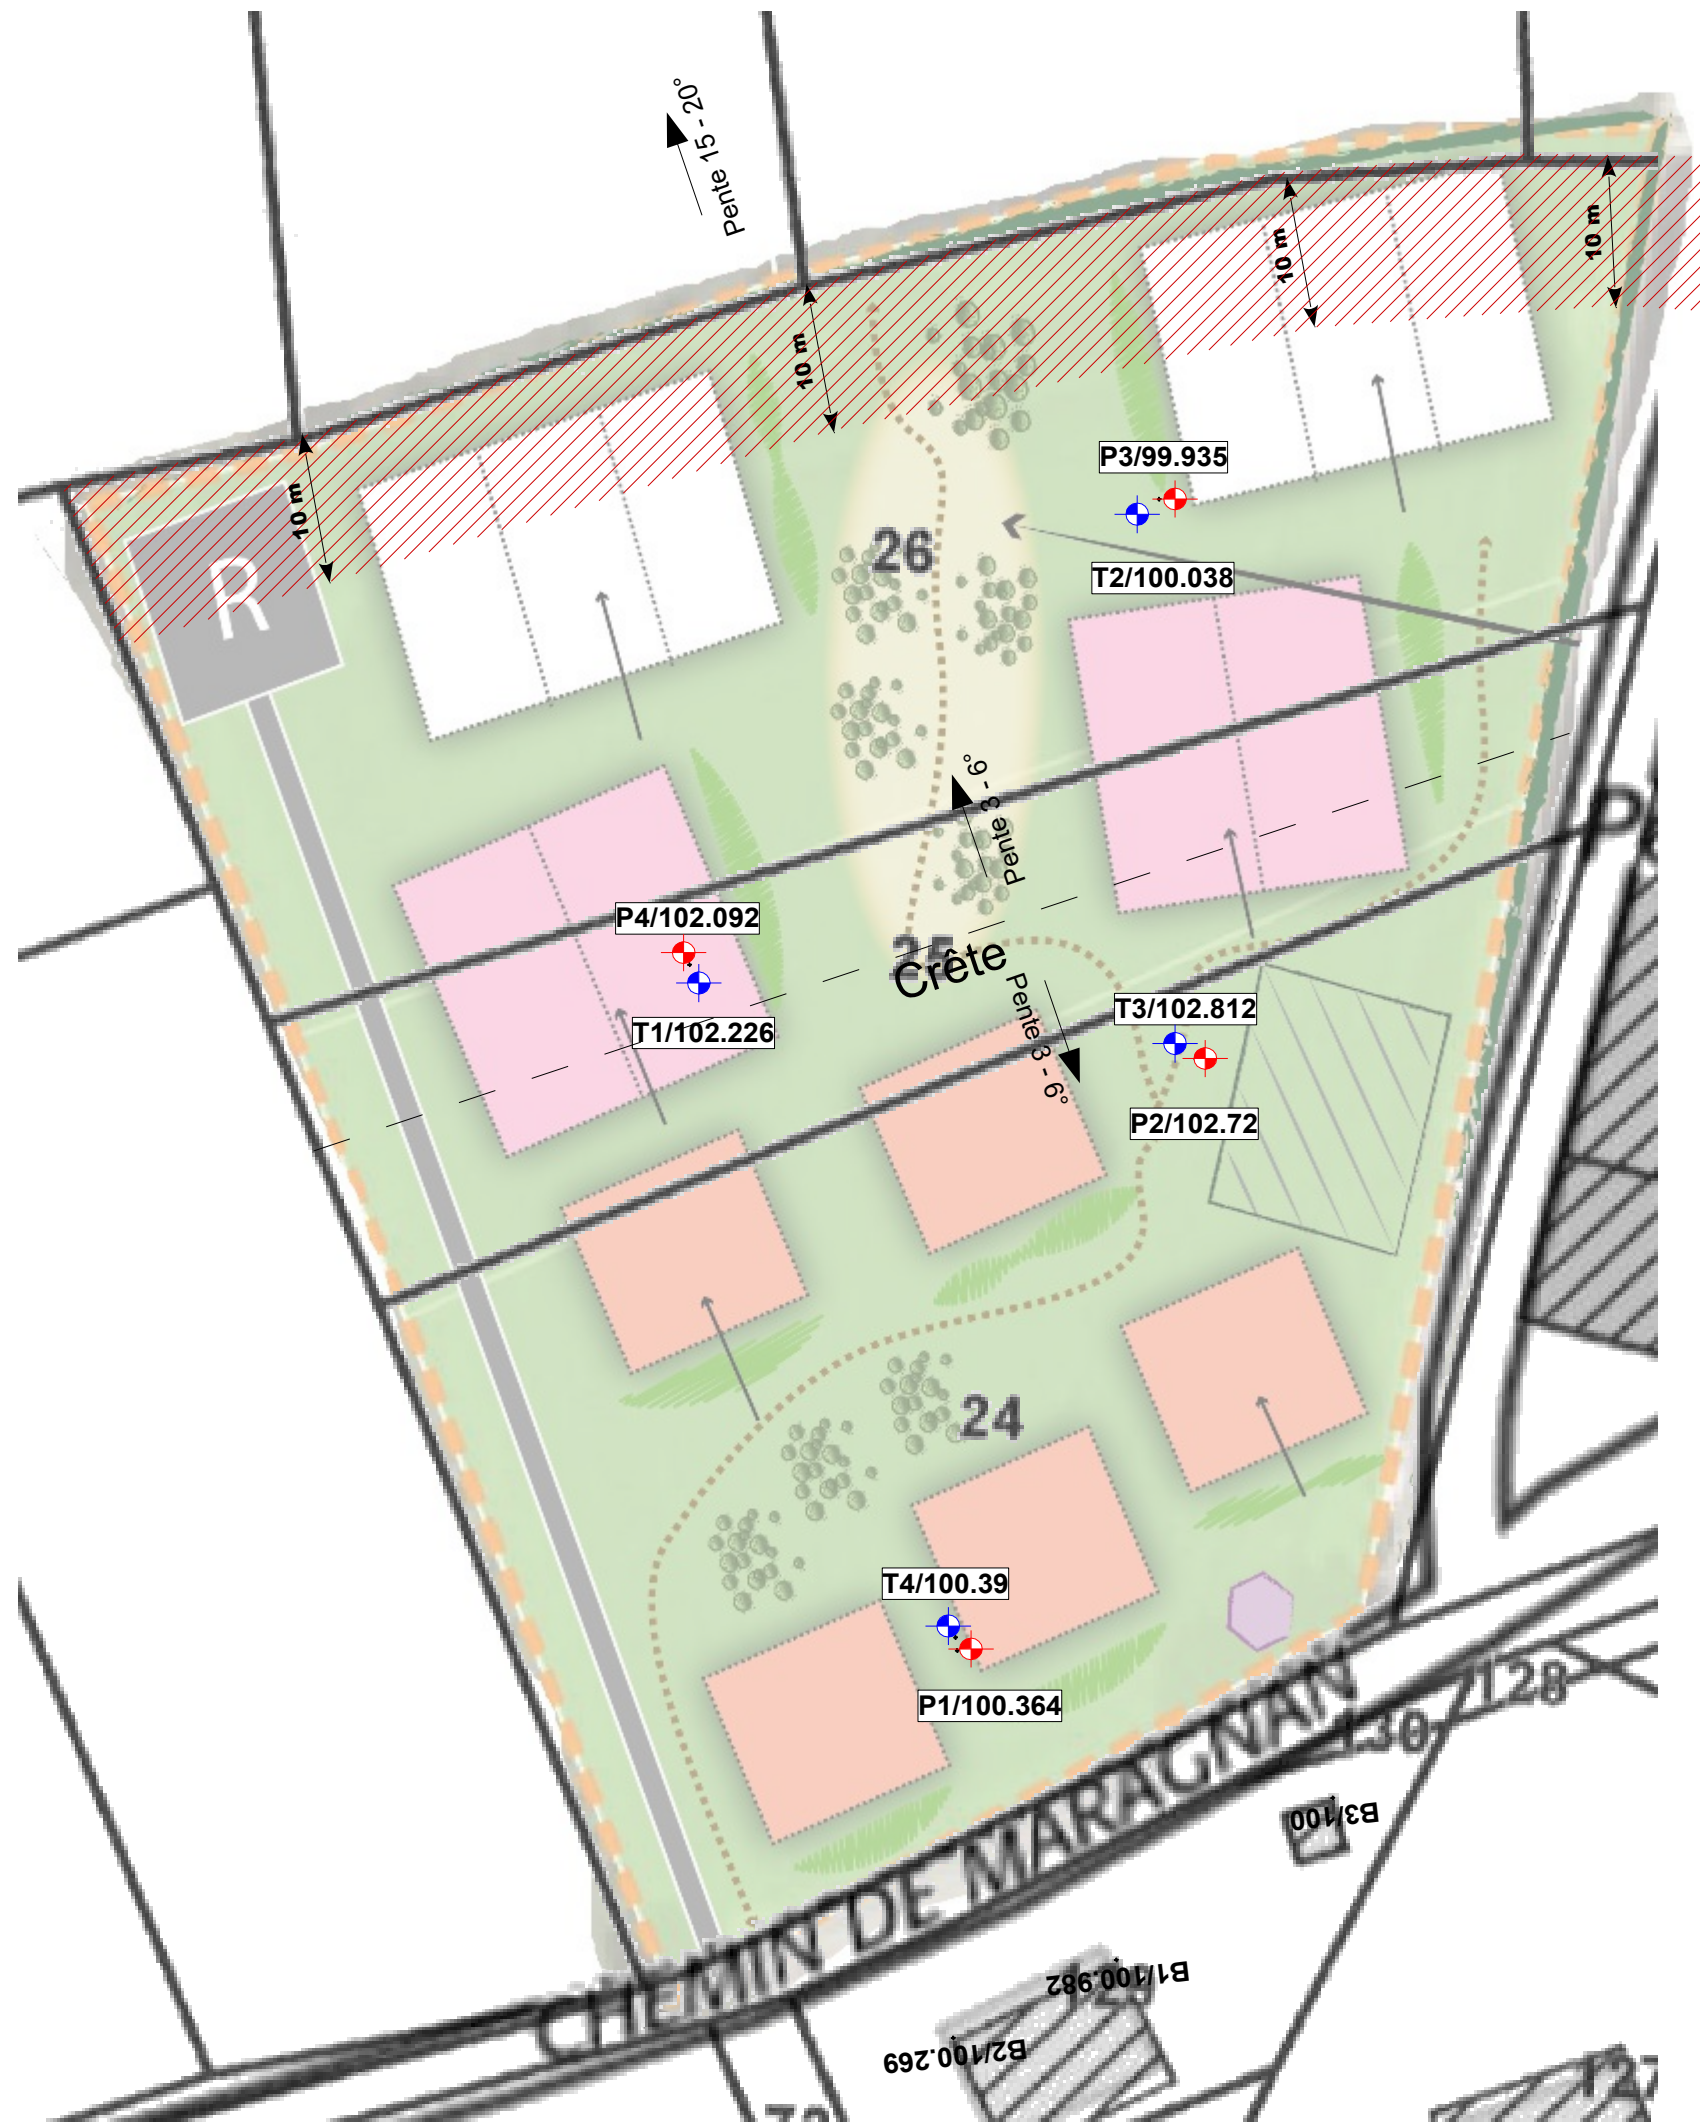 Pente 15 - 20°
10 m
10 m
10 m
10 m
R
P3/99.935
26
T2/100.038
Pente 3 - 6°
P4/102.092
25
Crête
T1/102.226
Pente 3 - 6°
T3/102.812
P2/102.72
24
T4/100.39
P1/100.364
CHEMIN DE MARAGNAN
128
130
B3/100
B1/100.982
B2/100.269
127